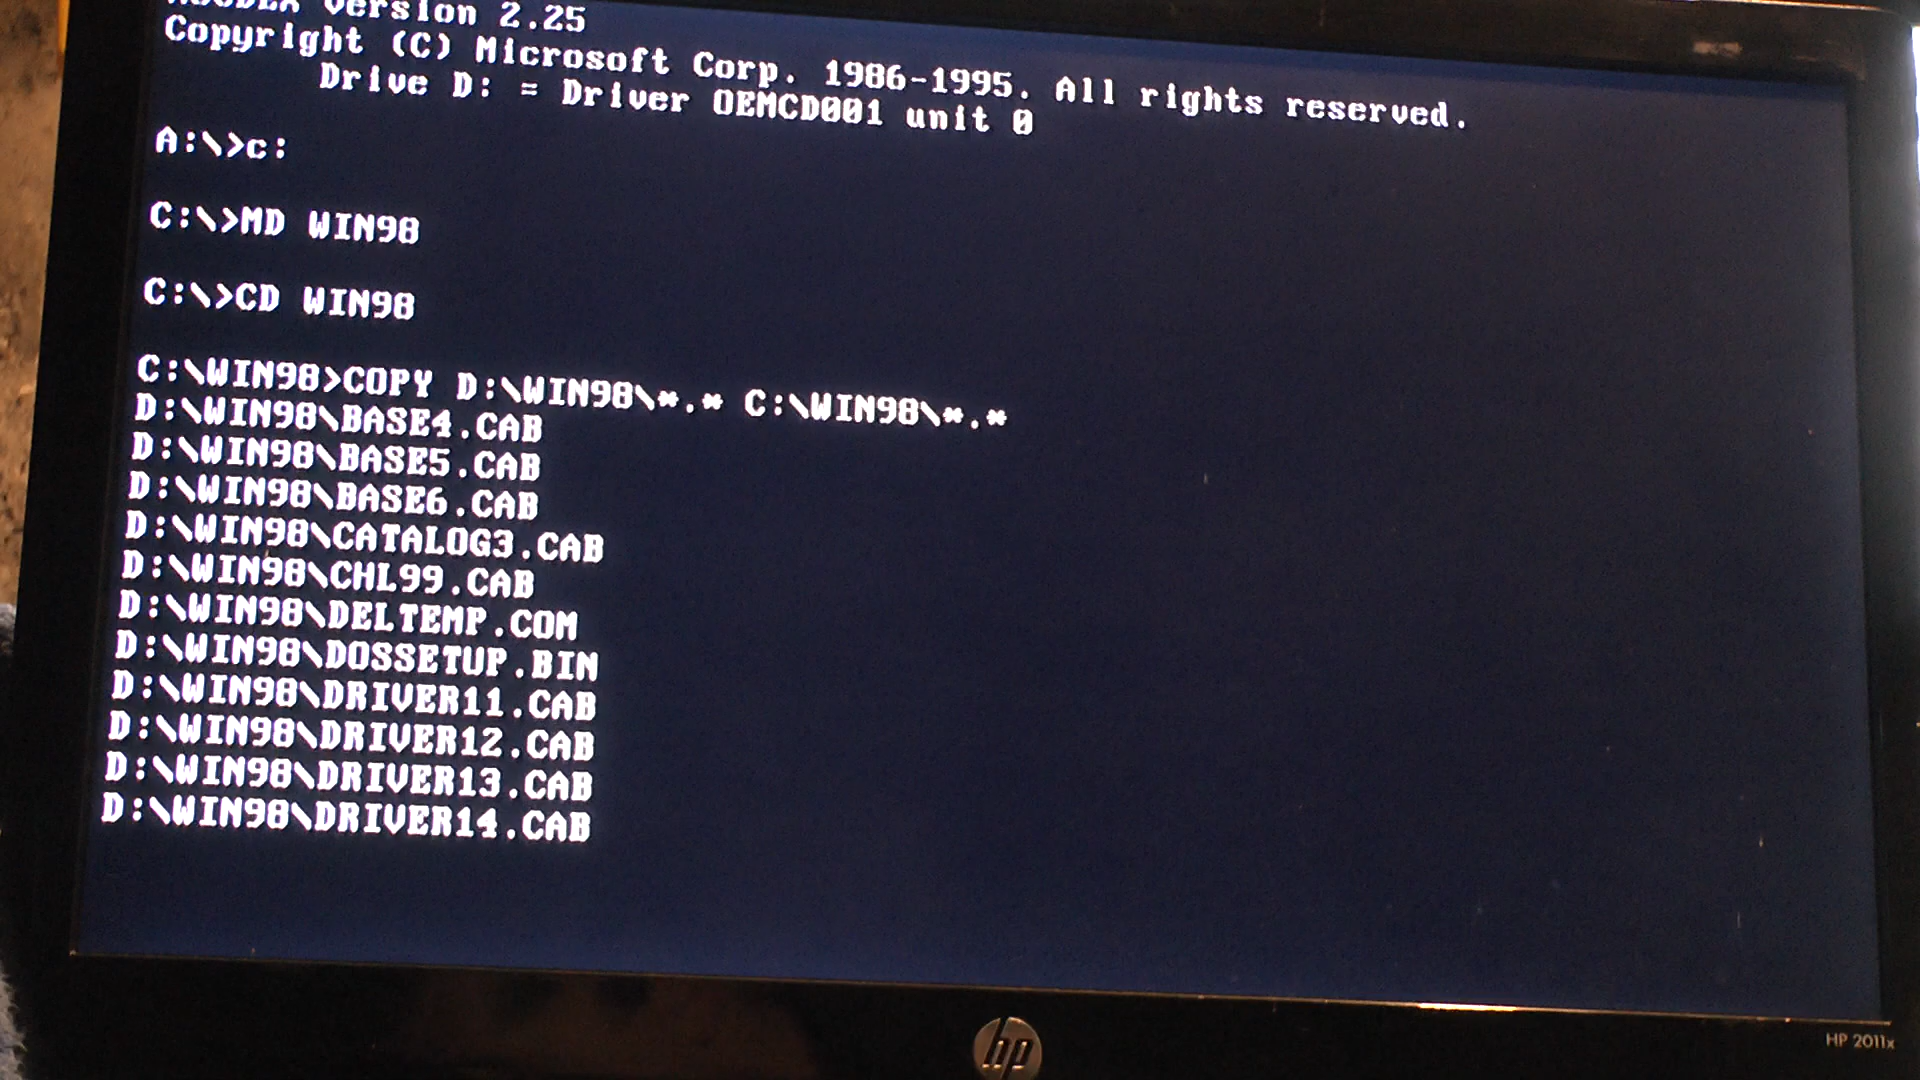 Version 2.25
Copyright (C) Microsoft Corp. 1986-1995. All rights reserved.
Drive D: = Driver OEMCD001 unit 0
A:\>c:
C:\>MD WIN98
C:\>CD WIN98
C:\WIN98>COPY D:\WIN98\*.* C:\WIN98\*.*
D:\WIN98\BASE4.CAB
D:\WIN98\BASE5.CAB
D:\WIN98\BASE6.CAB
D:\WIN98\CATALOG3.CAB
D:\WIN98\CHL99.CAB
D:\WIN98\DELTEMP.COM
D:\WIN98\DOSSETUP.BIN
D:\WIN98\DRIVER11.CAB
D:\WIN98\DRIVER12.CAB
D:\WIN98\DRIVER13.CAB
D:\WIN98\DRIVER14.CAB
hp
HP 2011x